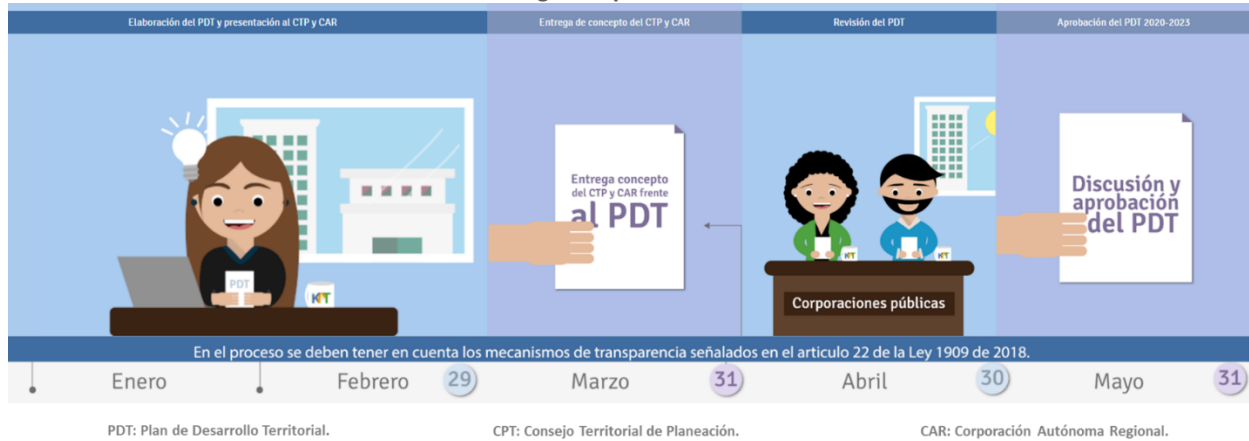 Elaboración del PDT y presentación al CTP y CAR
Entrega de concepto del CTP y CAR
Revisión del PDT
Aprobación del PDT 2020-2023
PDT
KPT
Entrega concepto
del CTP y CAR frente
al PDT
KPT
KPT
Corporaciones públicas
Discusión y
aprobación
del PDT
En el proceso se deben tener en cuenta los mecanismos de transparencia señalados en el articulo 22 de la Ley 1909 de 2018.
Enero
Febrero
29
Marzo
31
Abril
30
Mayo
31
PDT: Plan de Desarrollo Territorial.
CPT: Consejo Territorial de Planeación.
CAR: Corporación Autónoma Regional.